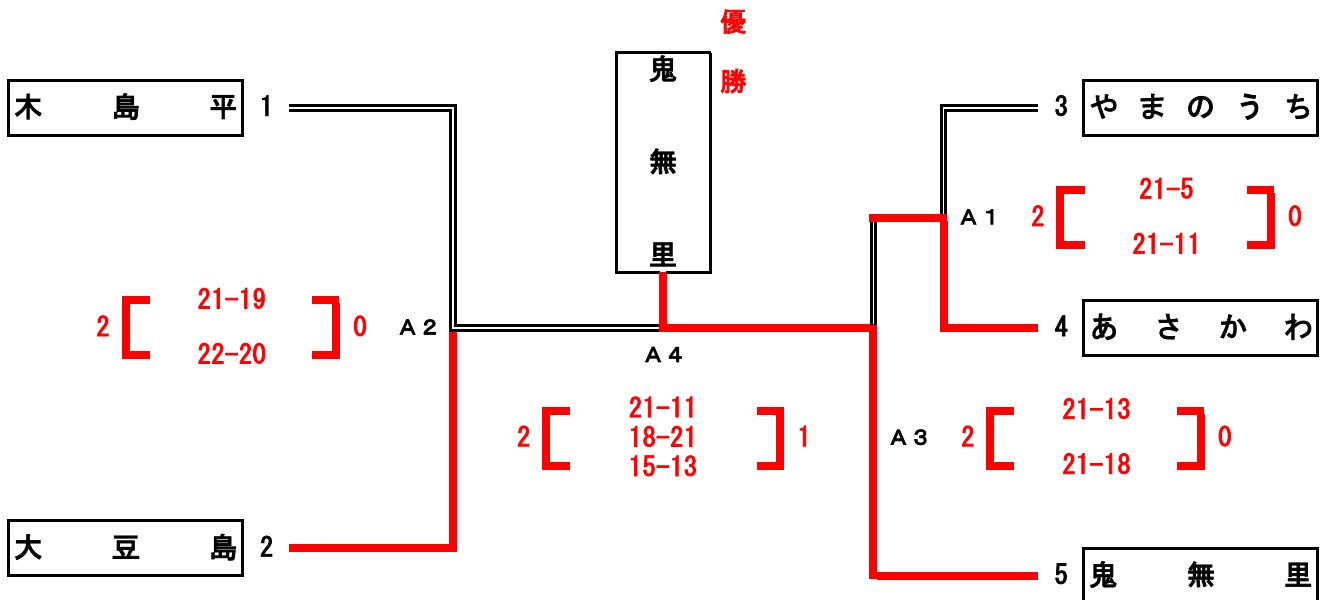 優勝
鬼無里
木島平 1
3 やまのうち
21-5
A1 2 0
21-11
21-19
2 0 A2
22-20
4 あさかわ
A4
21-11
2 18-21 1
15-13
21-13
A3 2 0
21-18
大豆島 2
5 鬼無里